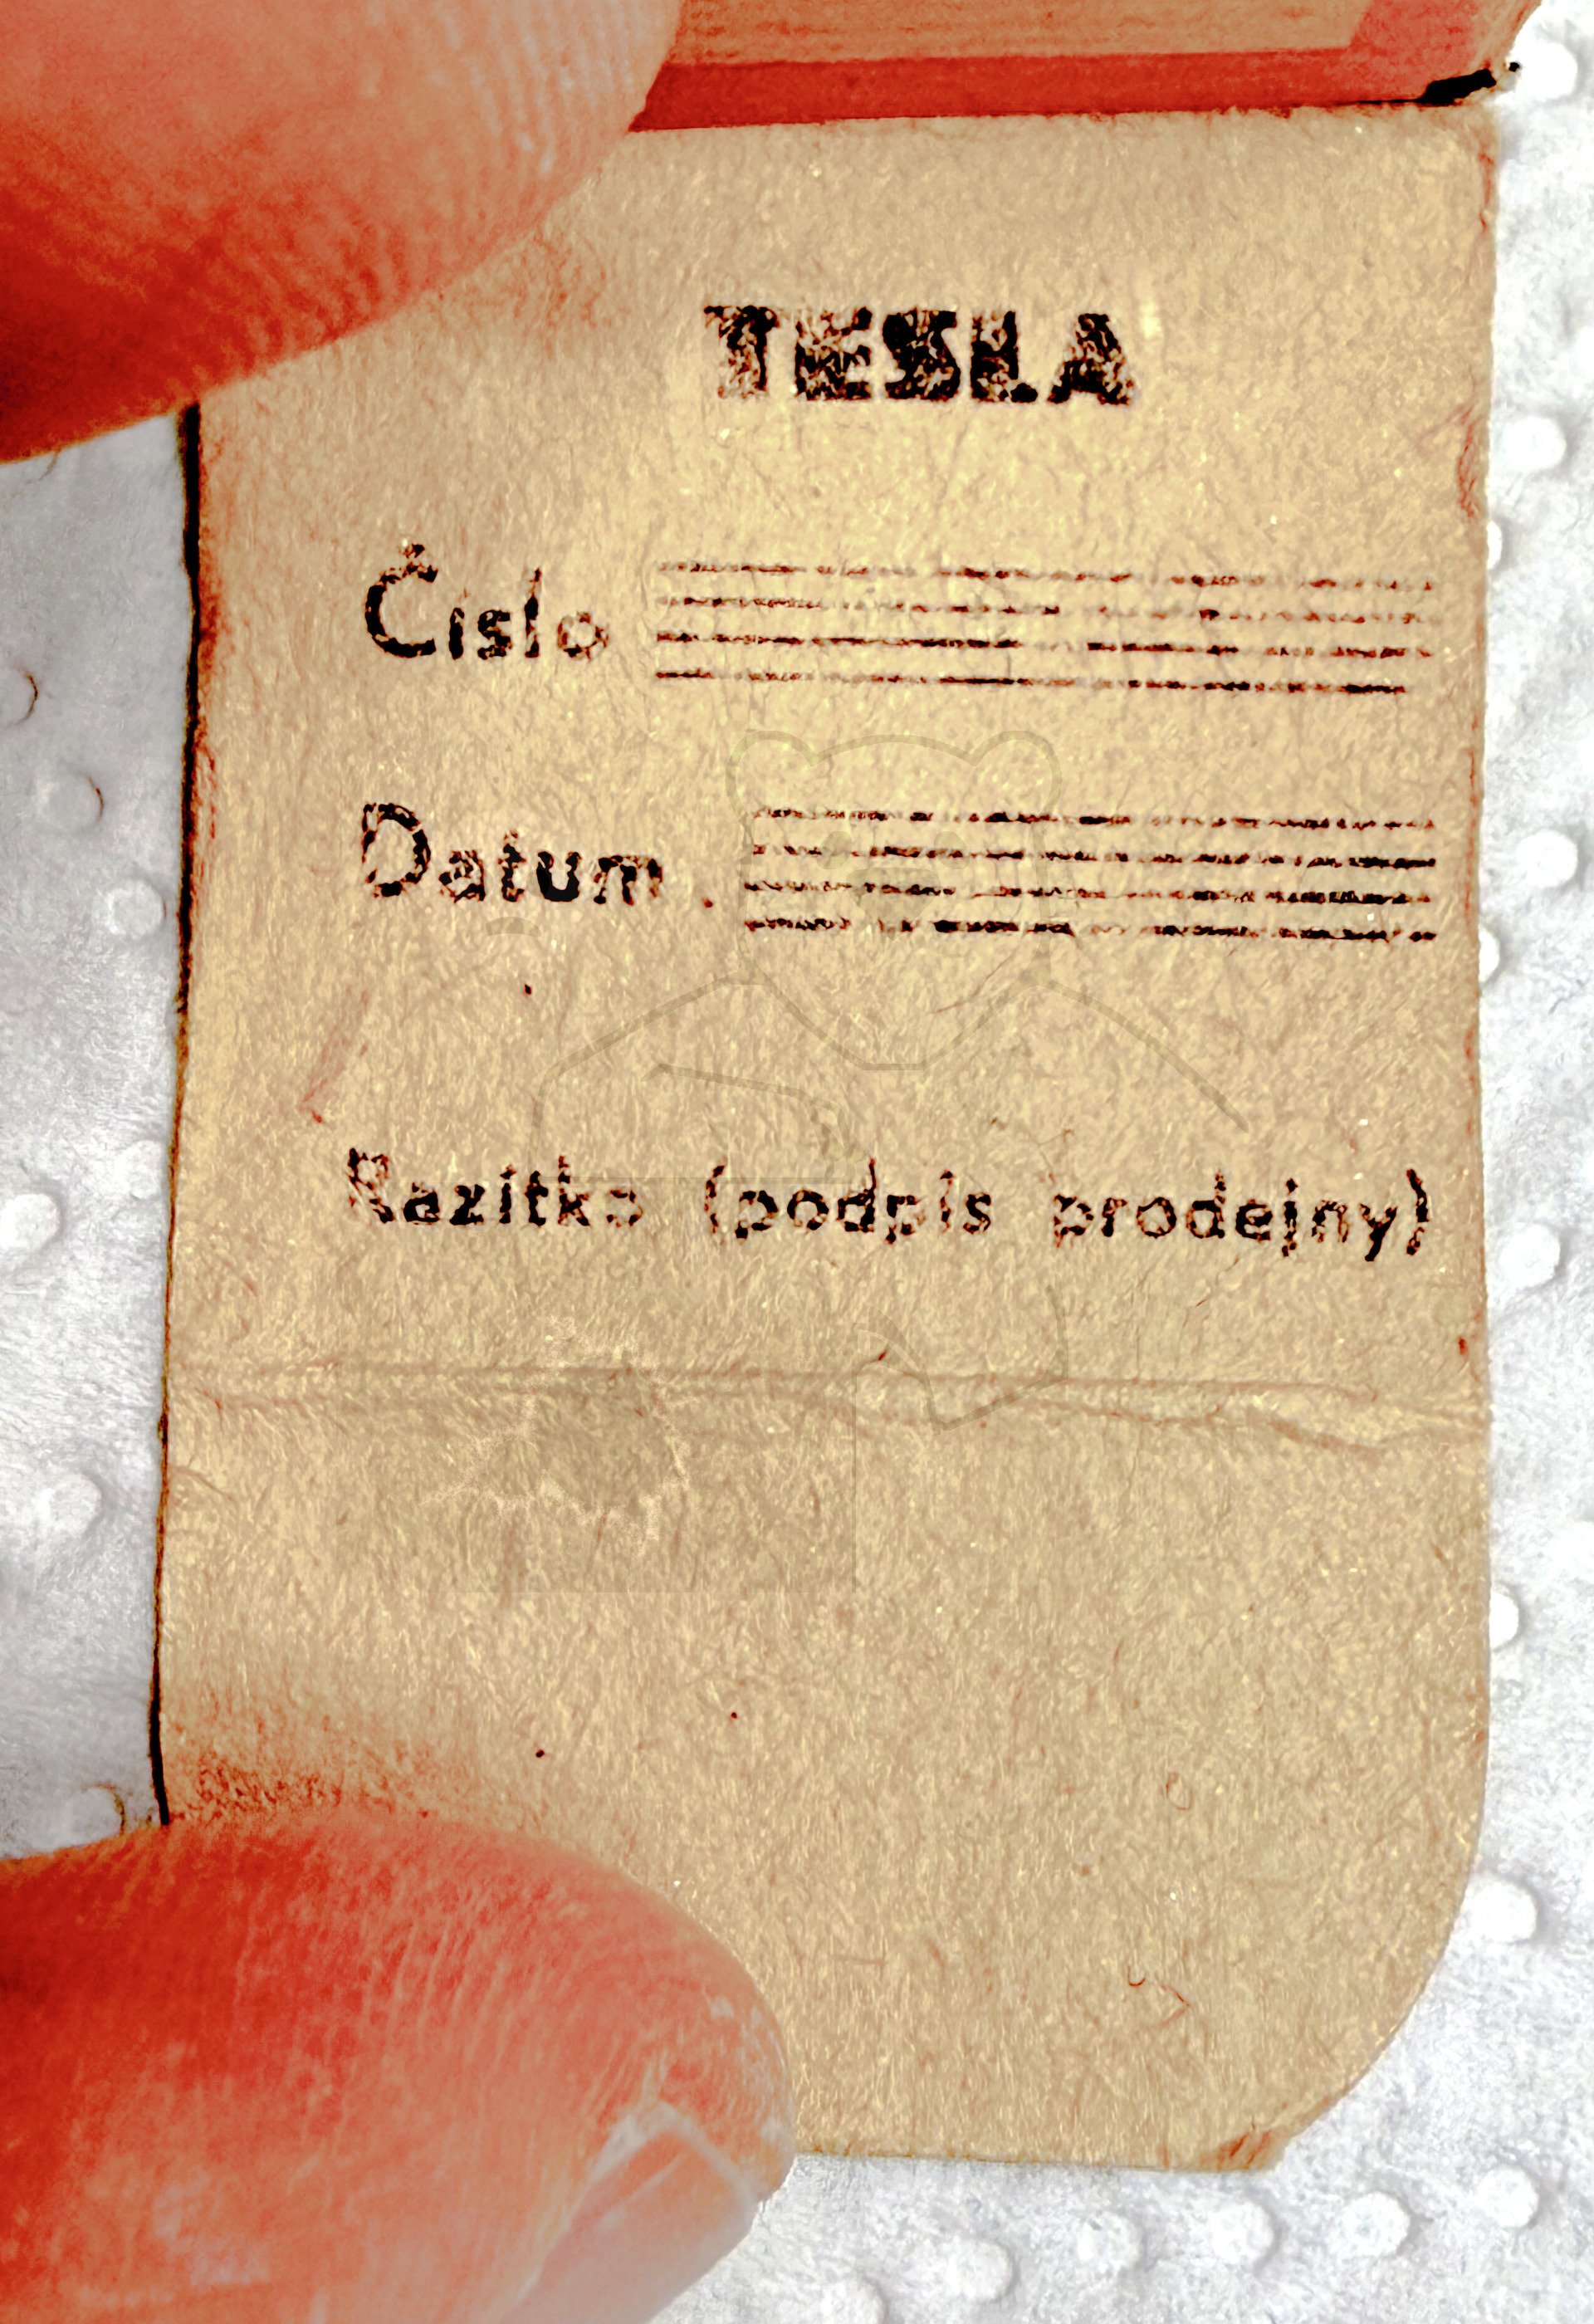 TESLA
Číslo
Datum
Razítko (podpis prodejny)